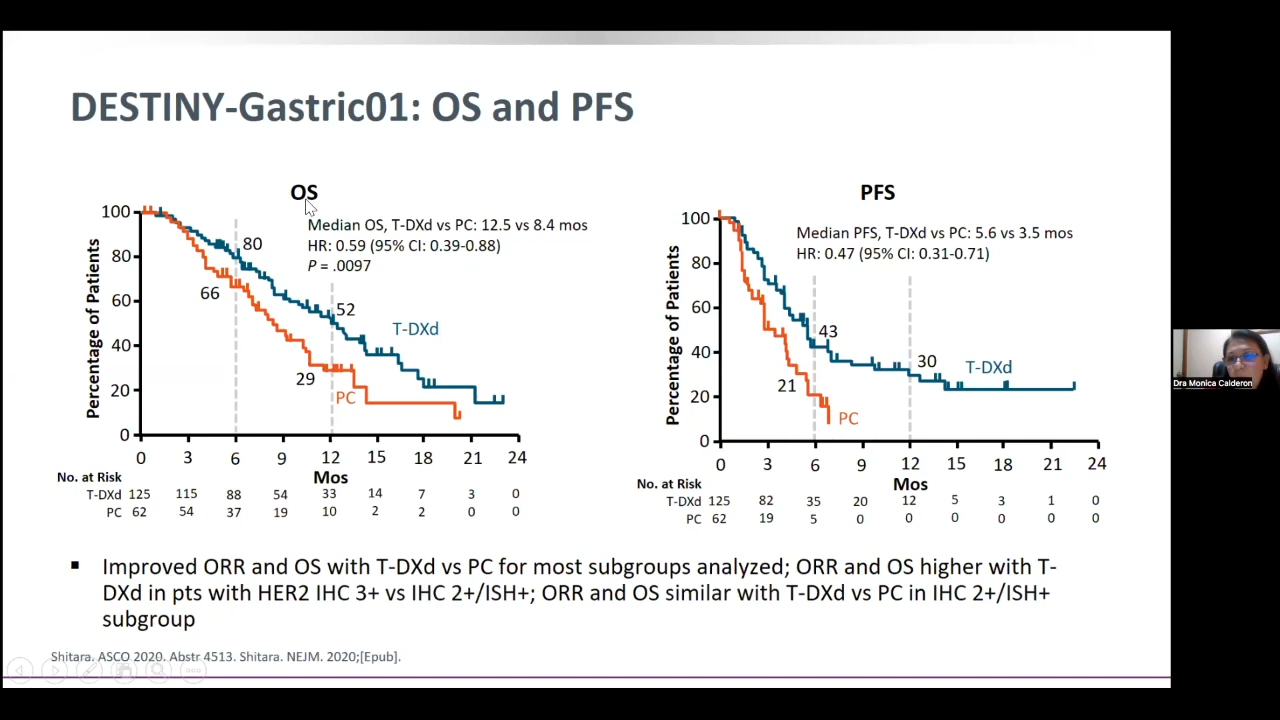 DESTINY-Gastric01: OS and PFS
OS
Median OS, T-DXd vs PC: 12.5 vs 8.4 mos
HR: 0.59 (95% CI: 0.39-0.88)
P = .0097
Percentage of Patients
100
80
60
40
20
0
80
66
52
29
T-DXd
PC
0 3 6 9 12 15 18 21 24
Mos
No. at Risk
T-DXd 125 115 88 54 33 14 7 3 0
PC 62 54 37 19 10 2 2 0 0
PFS
Median PFS, T-DXd vs PC: 5.6 vs 3.5 mos
HR: 0.47 (95% CI: 0.31-0.71)
Percentage of Patients
100
80
60
40
20
0
43
21
30
T-DXd
PC
0 3 6 9 12 15 18 21 24
Mos
No. at Risk
T-DXd 125 82 35 20 12 5 3 1 0
PC 62 19 5 0 0 0 0 0 0
▪ Improved ORR and OS with T-DXd vs PC for most subgroups analyzed; ORR and OS higher with T-
DXd in pts with HER2 IHC 3+ vs IHC 2+/ISH+; ORR and OS similar with T-DXd vs PC in IHC 2+/ISH+
subgroup
Shitara. ASCO 2020. Abstr 4513. Shitara. NEJM. 2020;[Epub].
Dra Monica Calderon